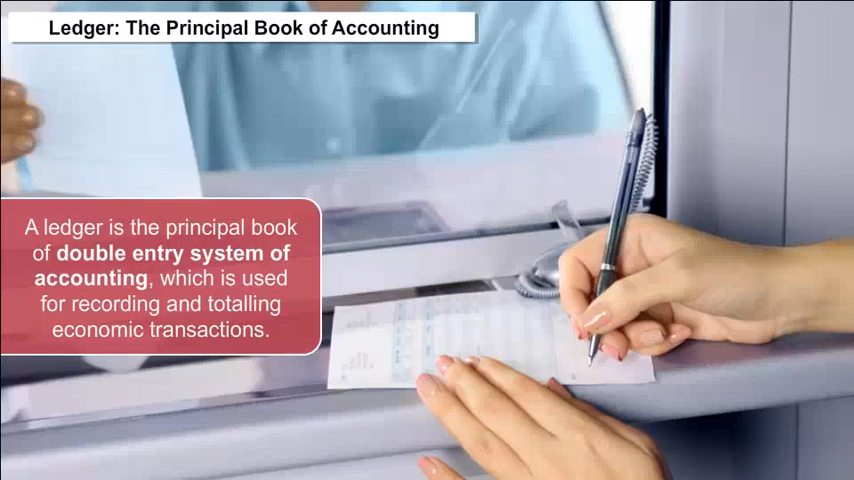 Ledger: The Principal Book of Accounting
A ledger is the principal book
of double entry system of
accounting, which is used
for recording and totalling
economic transactions.